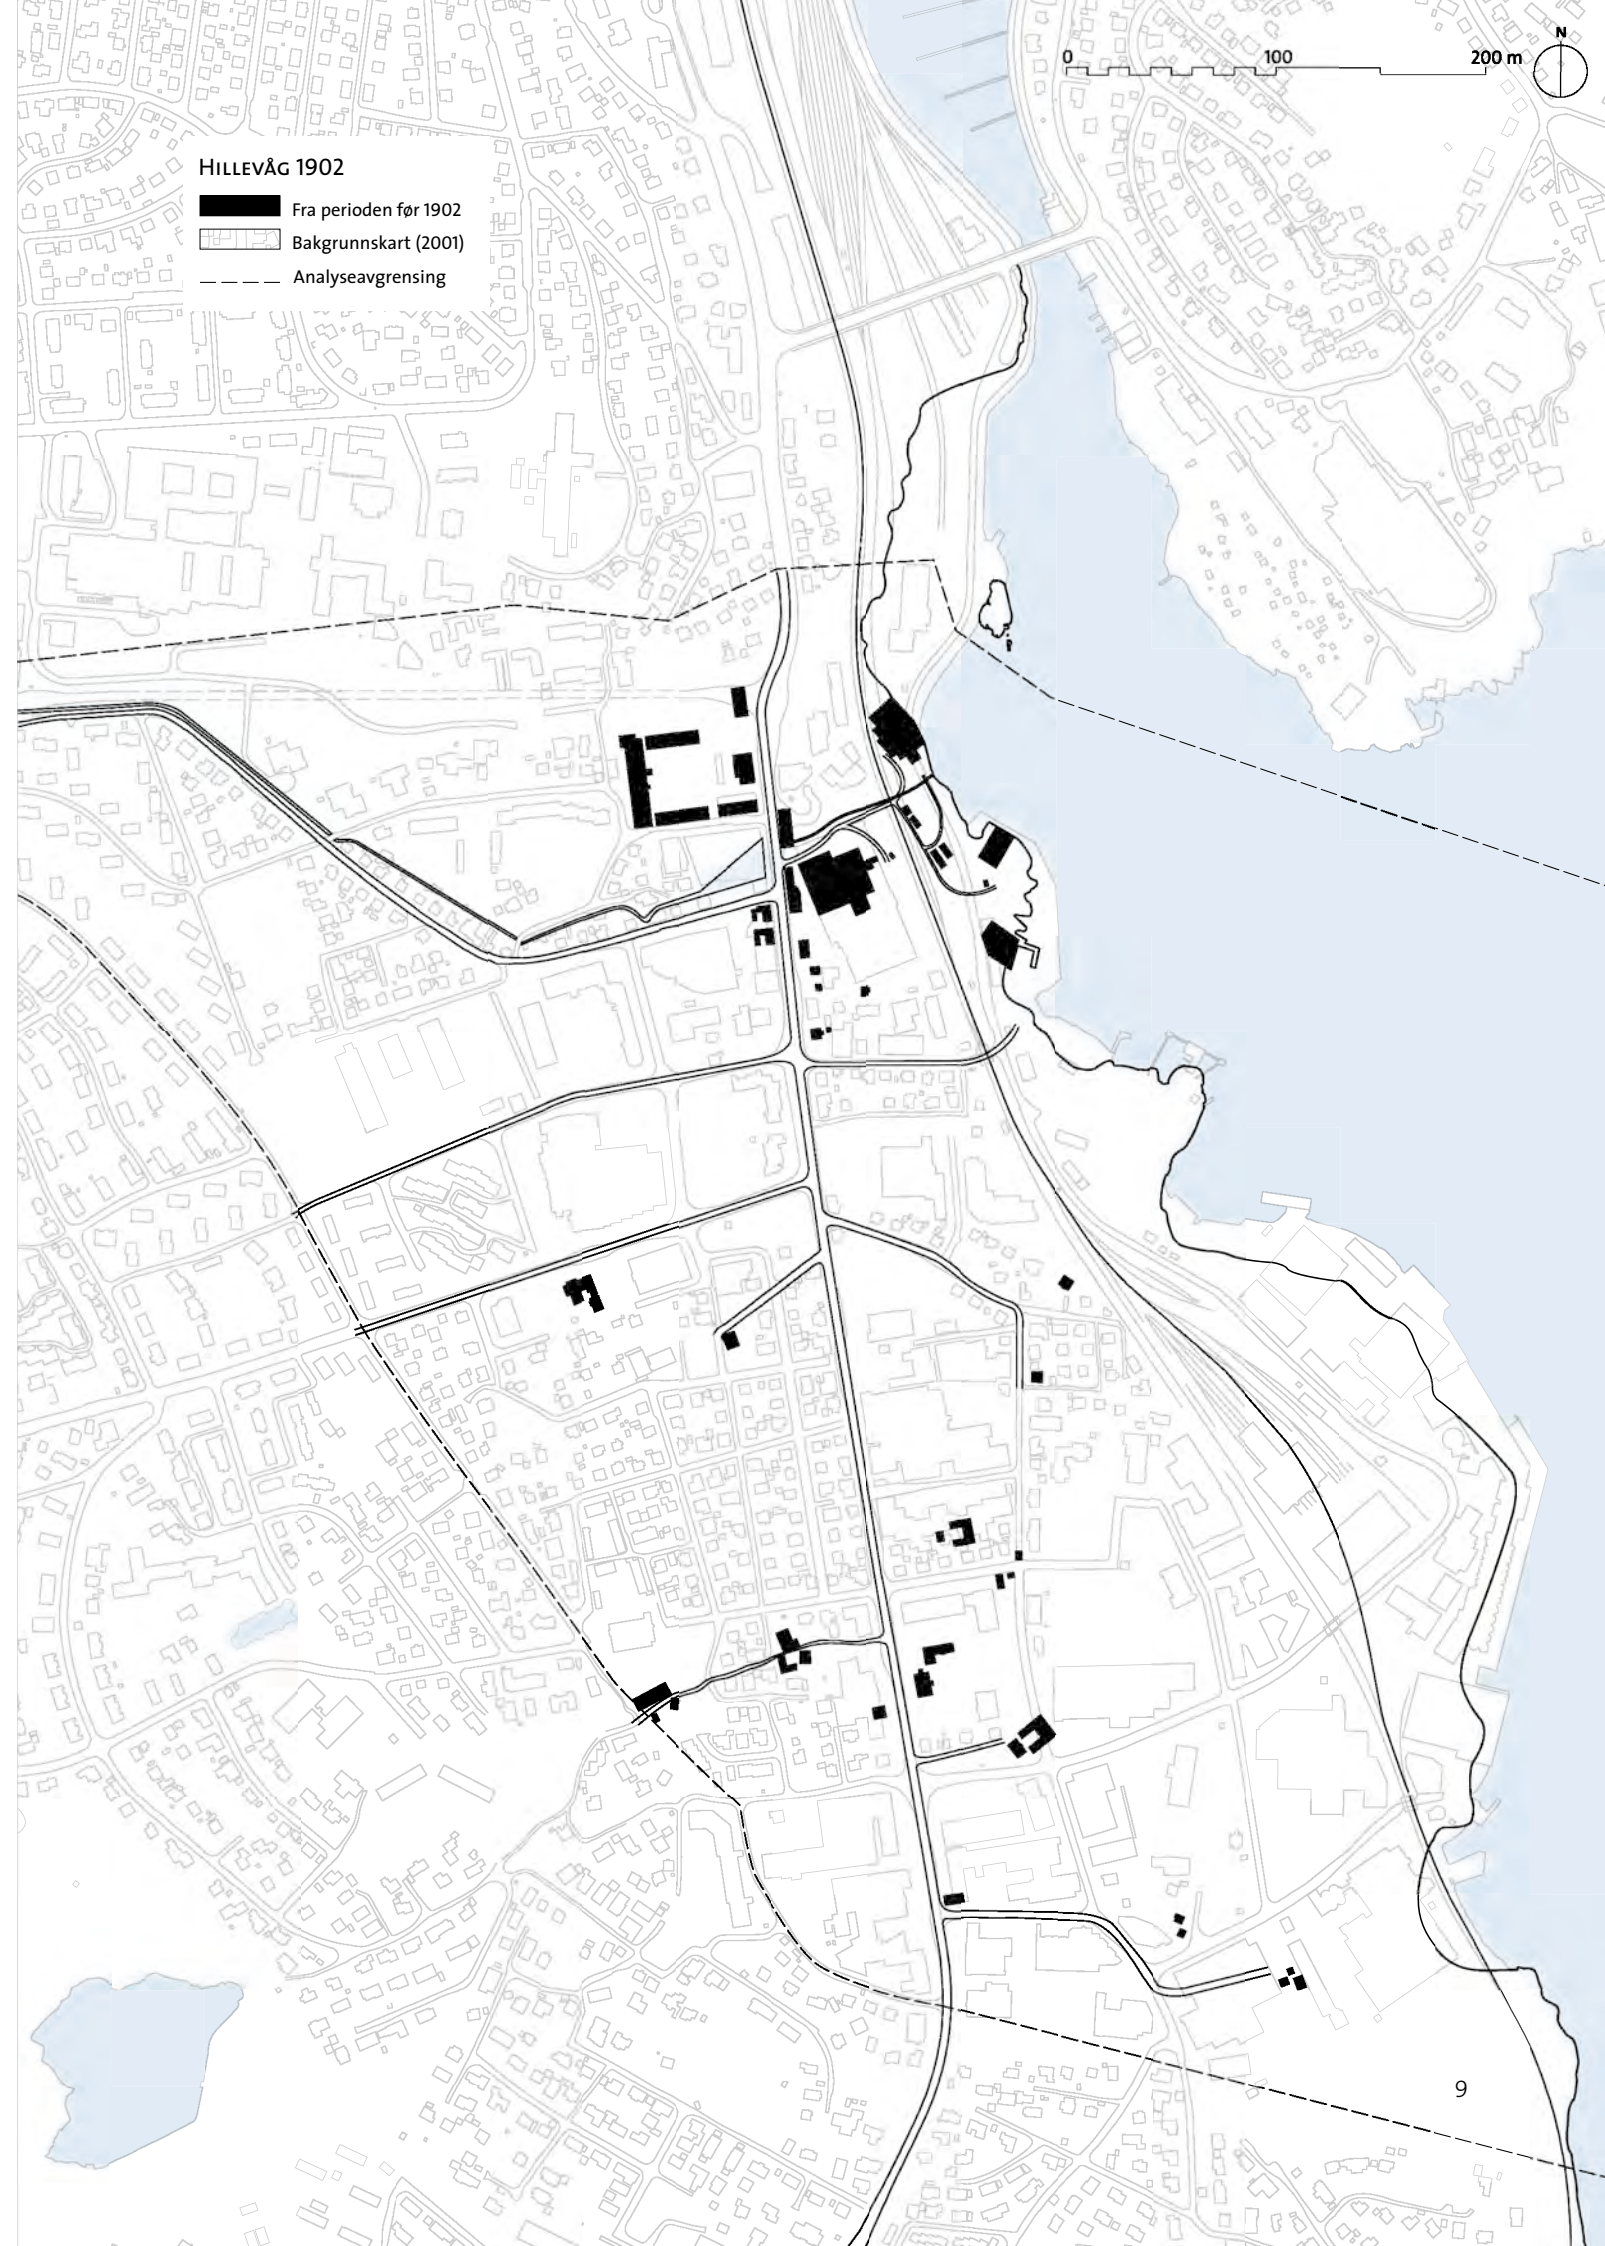 N
0 100 200 m
HILLEVÅG 1902
Fra perioden før 1902
Bakgrunnskart (2001)
Analyseavgrensing
9